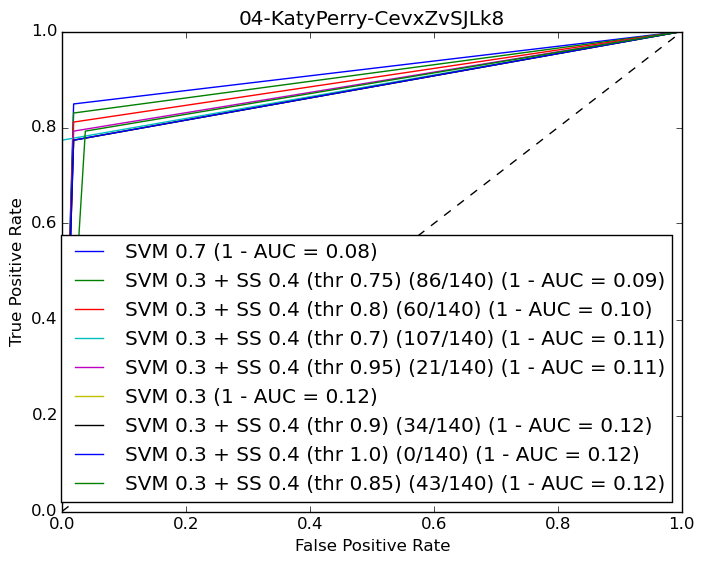 04-KatyPerry-CevxZvSJLk8
1.0
0.8
0.6
0.4
0.2
0.0
True Positive Rate
SVM 0.7 (1 - AUC = 0.08)
SVM 0.3 + SS 0.4 (thr 0.75) (86/140) (1 - AUC = 0.09)
SVM 0.3 + SS 0.4 (thr 0.8) (60/140) (1 - AUC = 0.10)
SVM 0.3 + SS 0.4 (thr 0.7) (107/140) (1 - AUC = 0.11)
SVM 0.3 + SS 0.4 (thr 0.95) (21/140) (1 - AUC = 0.11)
SVM 0.3 (1 - AUC = 0.12)
SVM 0.3 + SS 0.4 (thr 0.9) (34/140) (1 - AUC = 0.12)
SVM 0.3 + SS 0.4 (thr 1.0) (0/140) (1 - AUC = 0.12)
SVM 0.3 + SS 0.4 (thr 0.85) (43/140) (1 - AUC = 0.12)
0.0 0.2 0.4 0.6 0.8 1.0
False Positive Rate